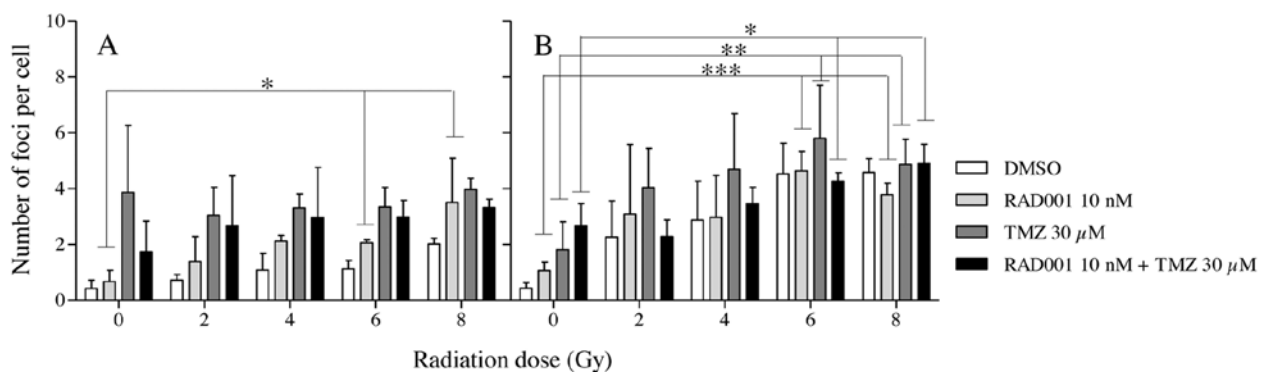 Number of foci per cell
10
8
6
4
2
0
A
*
0 2 4 6 8
B
*
**
***
0 2 4 6 8
Radiation dose (Gy)
DMSO
RAD001 10 nM
TMZ 30 µM
RAD001 10 nM + TMZ 30 µM